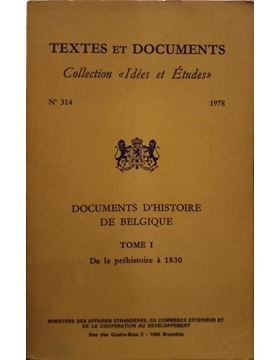 TEXTES ET DOCUMENTS
Collection «Idées et Études»
N° 314 1978
DOCUMENTS D'HISTOIRE
DE BELGIQUE
TOME I
De la préhistoire à 1830
MINISTERE DES AFFAIRES ETRANGERES, DU COMMERCE EXTERIEUR ET
DE LA COOPERATION AU DEVELOPPEMENT
Rue des Quatre-Bras 2 - 1000 Bruxelles